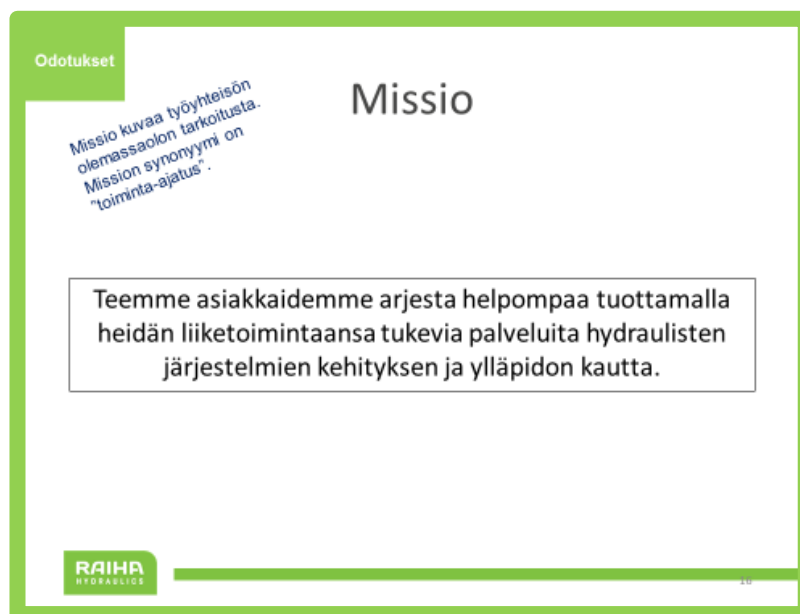 Odotukset
Missio
Missio kuvaa työyhteisön
olemassaolon tarkoitusta.
Mission synonyymi on
"toiminta-ajatus".
Teemme asiakkaidemme arjesta helpompaa tuottamalla
heidän liiketoimintaansa tukevia palveluita hydraulisten
järjestelmien kehityksen ja ylläpidon kautta.
RAIHA
HYDRAULICS
16